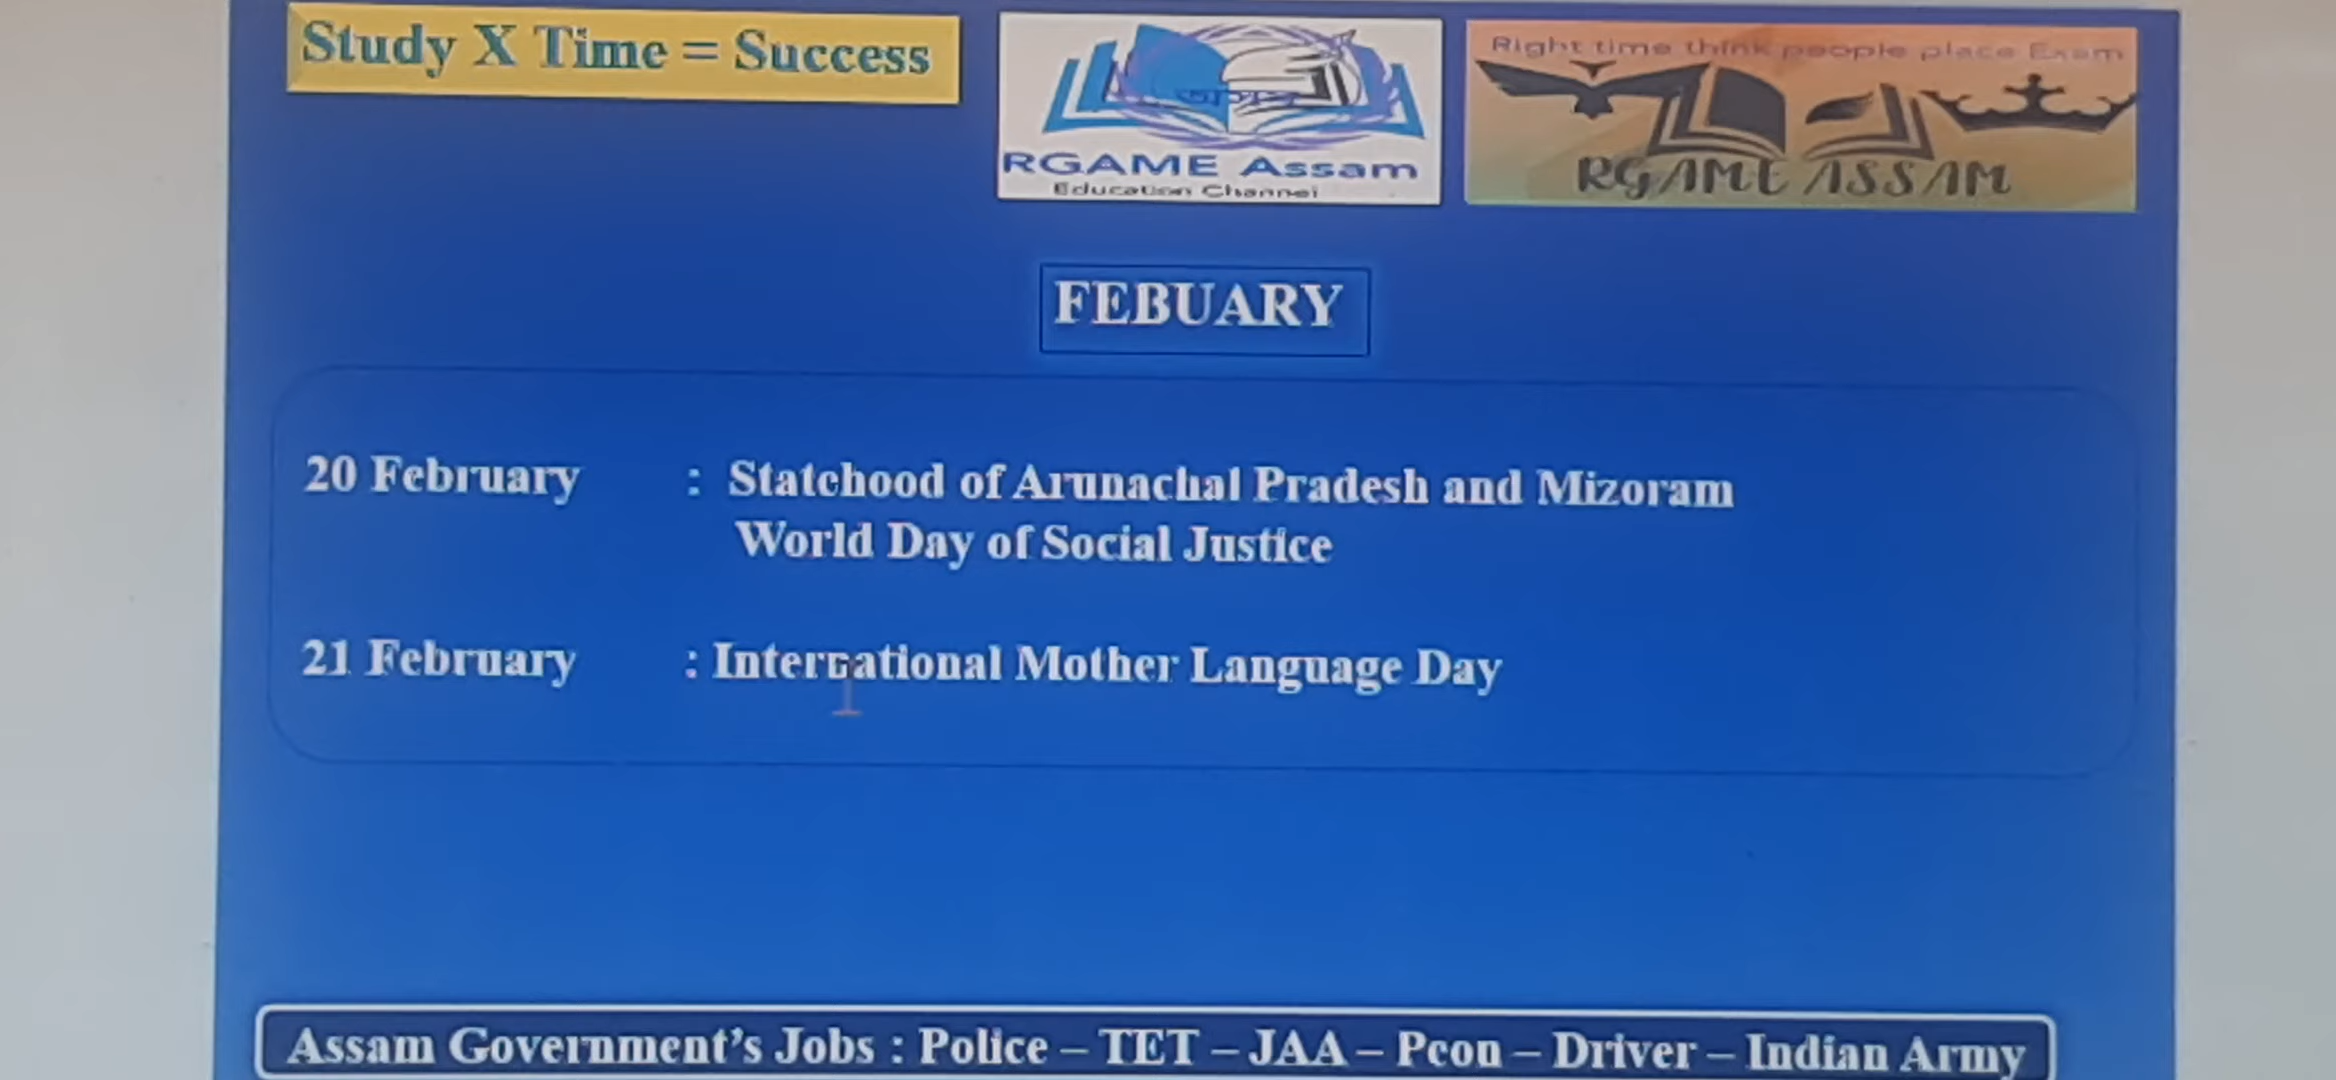 Study X Time = Success
Right time think people place Exam
RGAME Assam
Education Channel
RGAME ASSAM
FEBUARY
20 February : Statehood of Arunachal Pradesh and Mizoram
World Day of Social Justice
21 February : International Mother Language Day
Assam Government's Jobs : Police – TET – JAA – Pcon – Driver – Indian Army